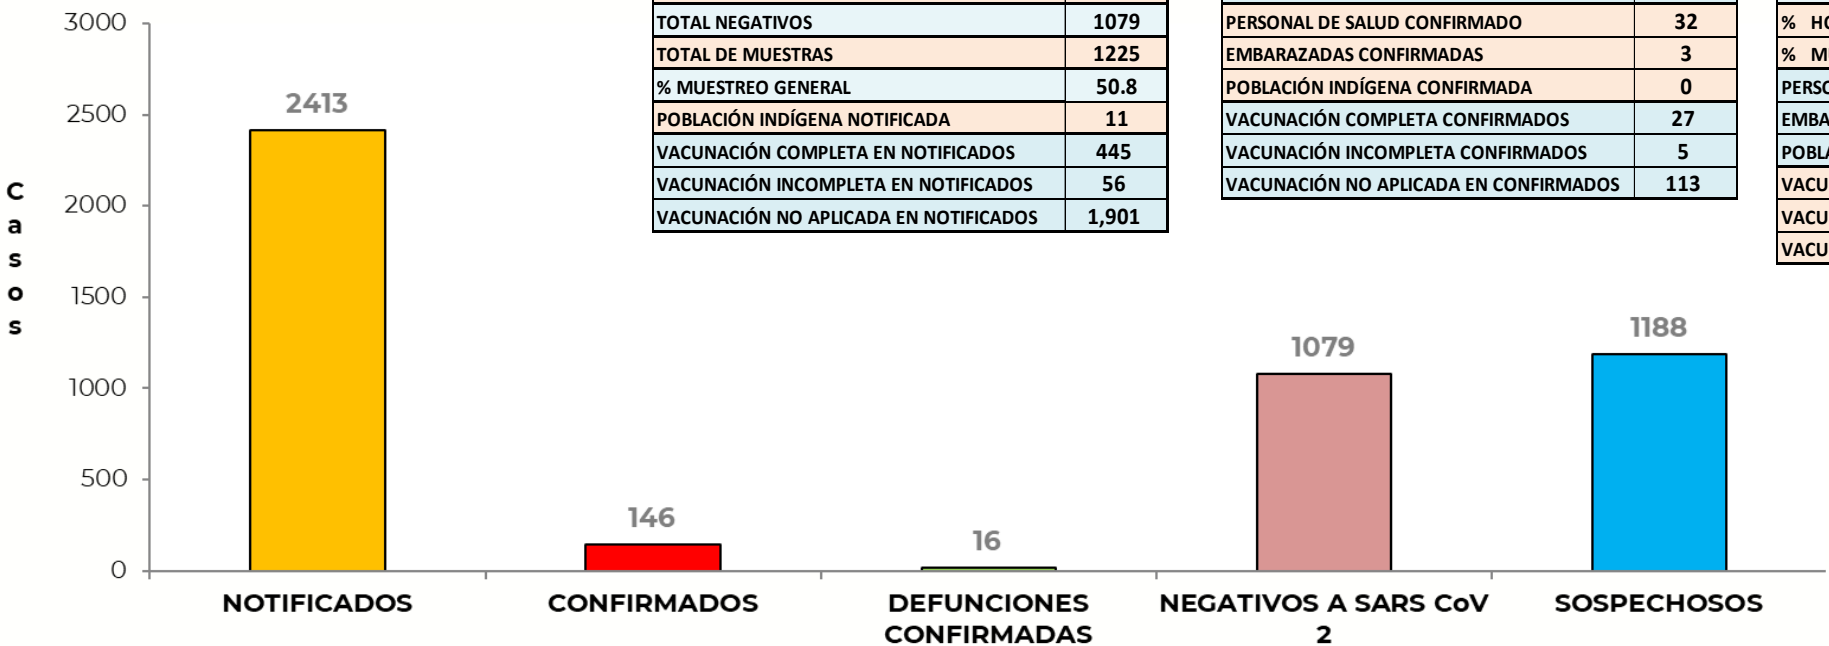 TOTAL NEGATIVOS 1079
TOTAL DE MUESTRAS 1225
% MUESTREO GENERAL 50.8
POBLACIÓN INDÍGENA NOTIFICADA 11
VACUNACIÓN COMPLETA EN NOTIFICADOS 445
VACUNACIÓN INCOMPLETA EN NOTIFICADOS 56
VACUNACIÓN NO APLICADA EN NOTIFICADOS 1,901
PERSONAL DE SALUD CONFIRMADO 32
EMBARAZADAS CONFIRMADAS 3
POBLACIÓN INDÍGENA CONFIRMADA 0
VACUNACIÓN COMPLETA CONFIRMADOS 27
VACUNACIÓN INCOMPLETA CONFIRMADOS 5
VACUNACIÓN NO APLICADA EN CONFIRMADOS 113
%
%
Casos
3000
2500
2000
1500
1000
500
0
2413
146
16
1079
1188
NOTIFICADOS
CONFIRMADOS
DEFUNCIONES
CONFIRMADAS
NEGATIVOS A SARS CoV
2
SOSPECHOSOS